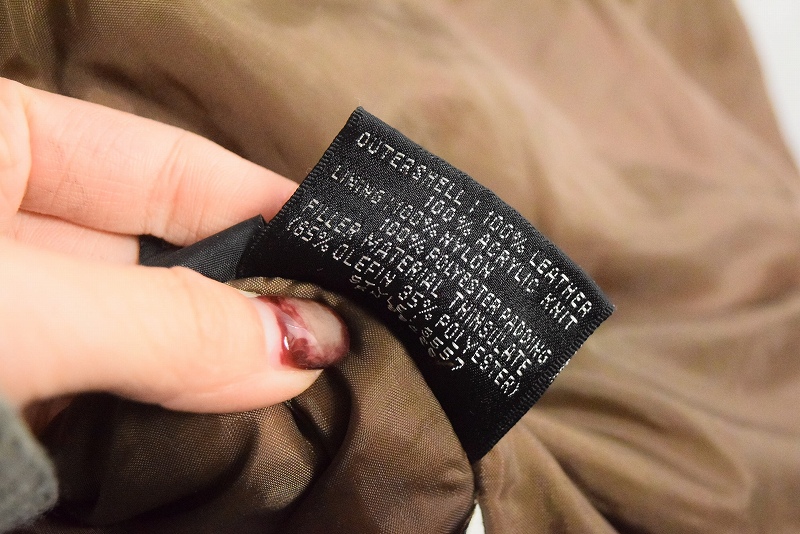 OUTERSHELL, 100% LEATHER
100% ACRYLIC KNIT
LINING 100% NYLON
100% POLYESTER PADDING
FILLER MATERIAL THINSULATE
(65% OLEFIN 35% POLYESTER)